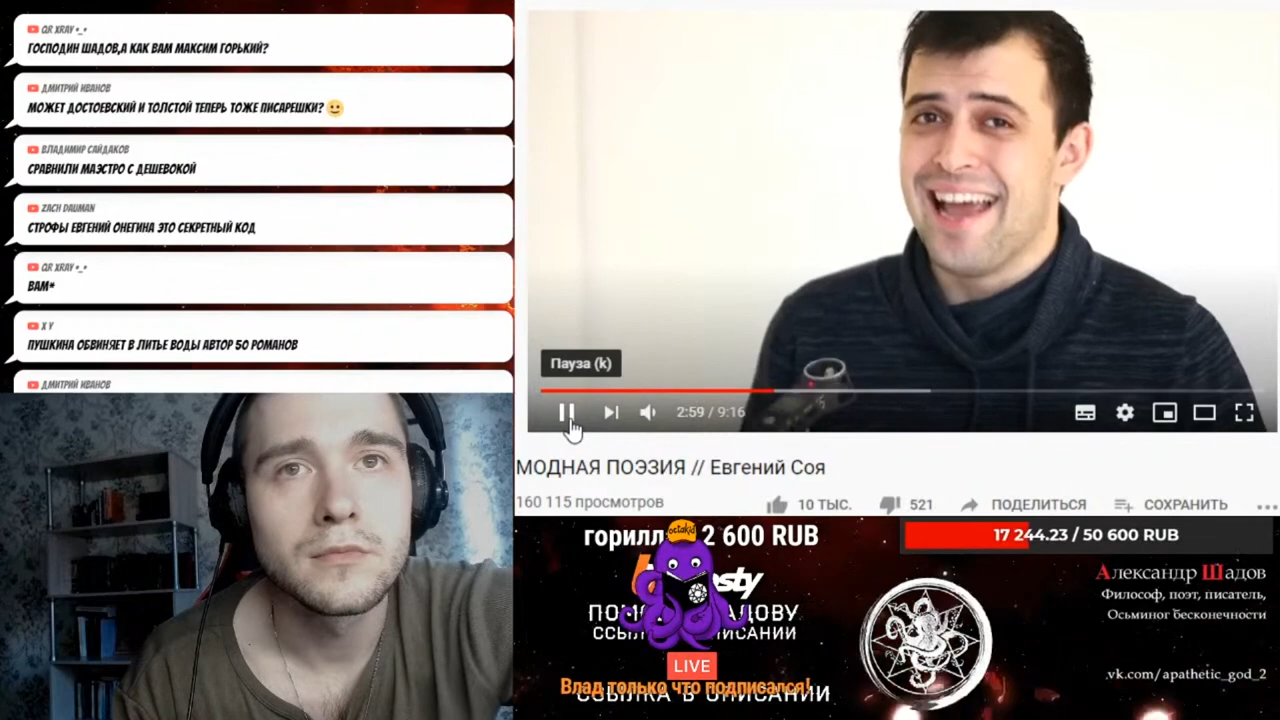 QR XRAY •_•
ГОСПОДИН ШАДОВ,А КАК ВАМ МАКСИМ ГОРЬКИЙ?
ДМИТРИЙ ИВАНОВ
МОЖЕТ ДОСТОЕВСКИЙ И ТОЛСТОЙ ТЕПЕРЬ ТОЖЕ ПИСАРЕШКИ? 🙂
ВЛАДИМИР САЙДАКОВ
СРАВНИЛИ МАЭСТРО С ДЕШЕВОКОЙ
ZACH DAUMAN
СТРОФЫ ЕВГЕНИЙ ОНЕГИНА ЭТО СЕКРЕТНЫЙ КОД
QR XRAY •_•
ВАМ*
X Y
ПУШКИНА ОБВИНЯЕТ В ЛИТЬЕ ВОДЫ АВТОР 50 РОМАНОВ
ДМИТРИЙ ИВАНОВ
Пауза (k)
2:59 / 9:16
МОДНАЯ ПОЭЗИЯ // Евгений Соя
160 115 просмотров
10 ТЫС.
521
ПОДЕЛИТЬСЯ
СОХРАНИТЬ
2 600 RUB
octakid
LIVE
Влад только что подписался!
ССЫЛКА В ОПИСАНИИ
17 244.23 / 50 600 RUB
Александр Шадов
Философ, поэт, писатель,
Осьминог бесконечности
vk.com/apathetic_god_2